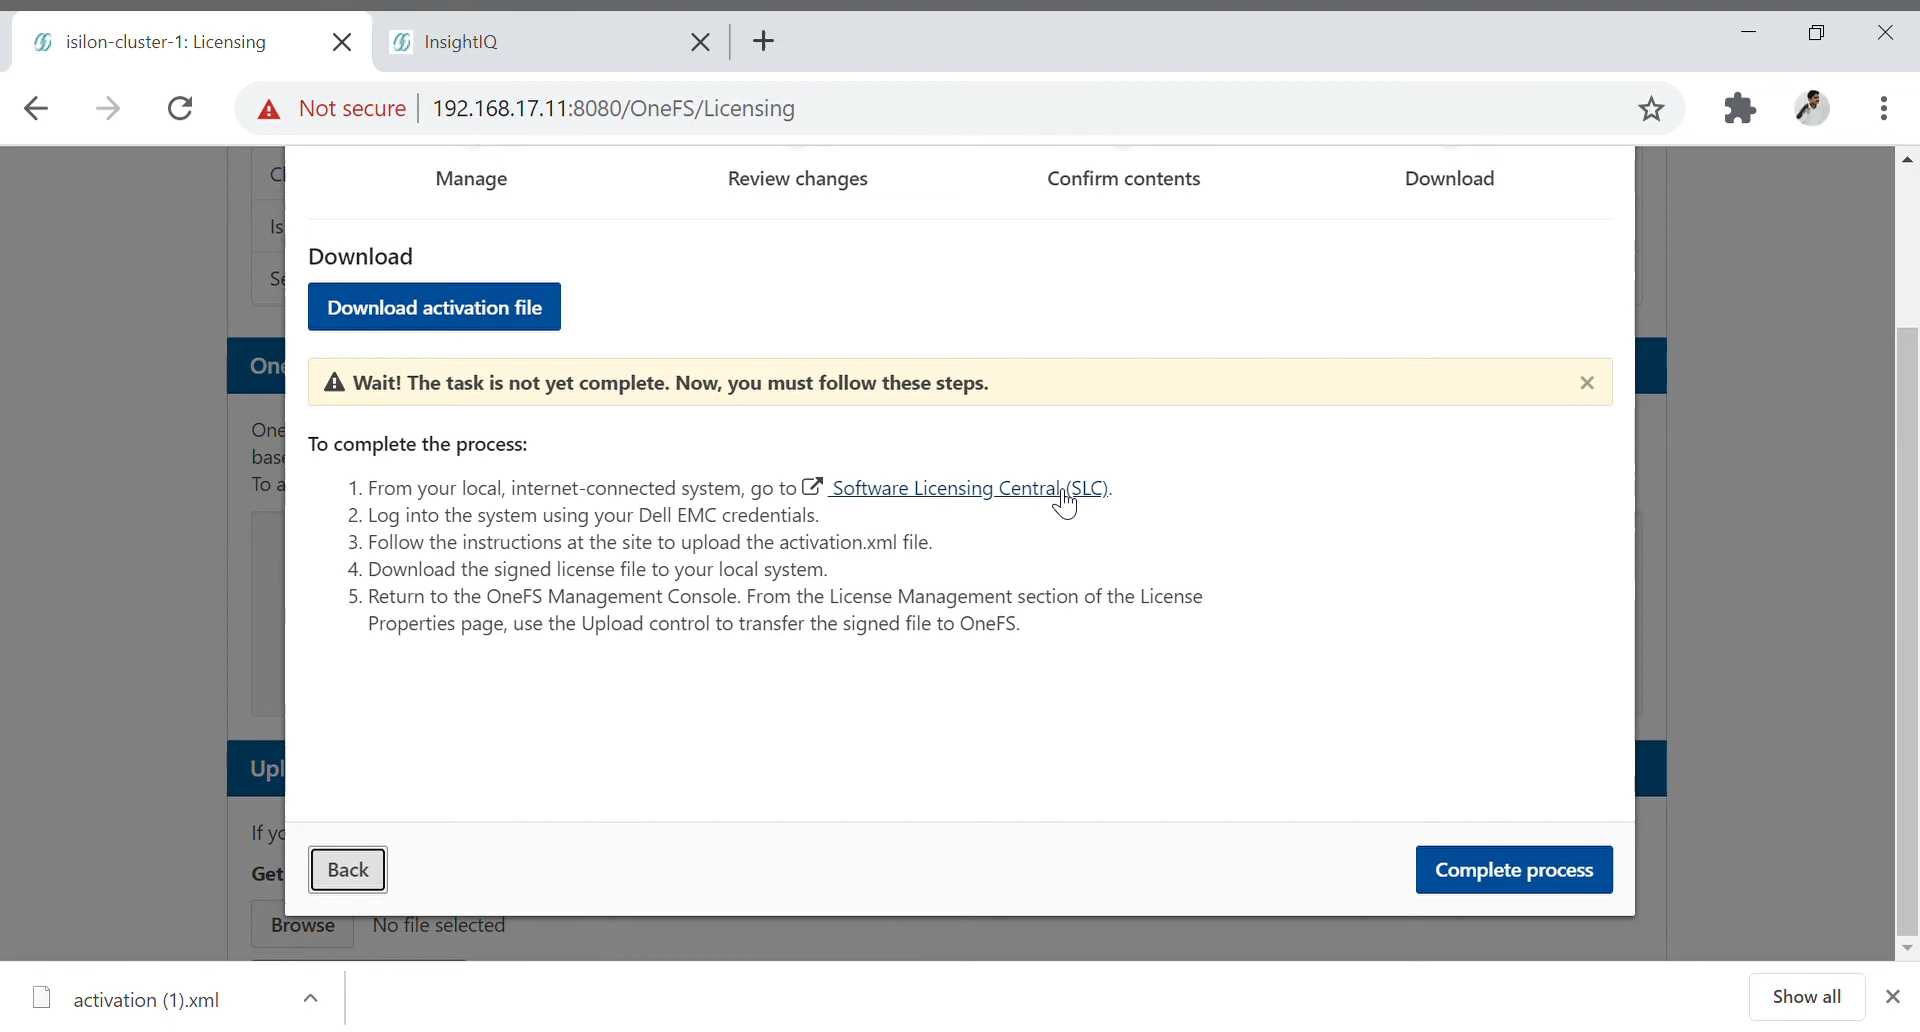 isilon-cluster-1: Licensing
InsightIQ
Not secure 192.168.17.11:8080/OneFS/Licensing
Manage Review changes Confirm contents Download
Download
Download activation file
Wait! The task is not yet complete. Now, you must follow these steps.
To complete the process:
1. From your local, internet-connected system, go to Software Licensing Central (SLC).
2. Log into the system using your Dell EMC credentials.
3. Follow the instructions at the site to upload the activation.xml file.
4. Download the signed license file to your local system.
5. Return to the OneFS Management Console. From the License Management section of the License
Properties page, use the Upload control to transfer the signed file to OneFS.
Back
Complete process
Get
Browse No file selected
activation (1).xml
Show all